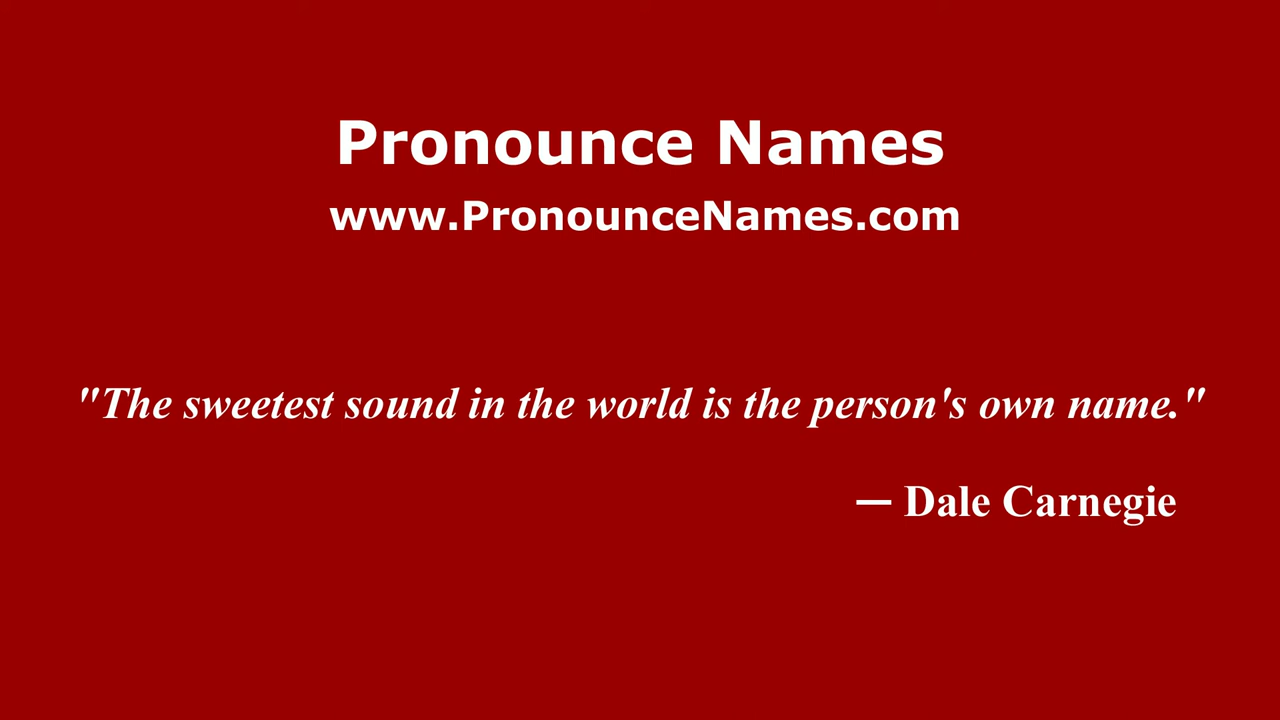 Pronounce Names
www.PronounceNames.com
"The sweetest sound in the world is the person's own name."
— Dale Carnegie